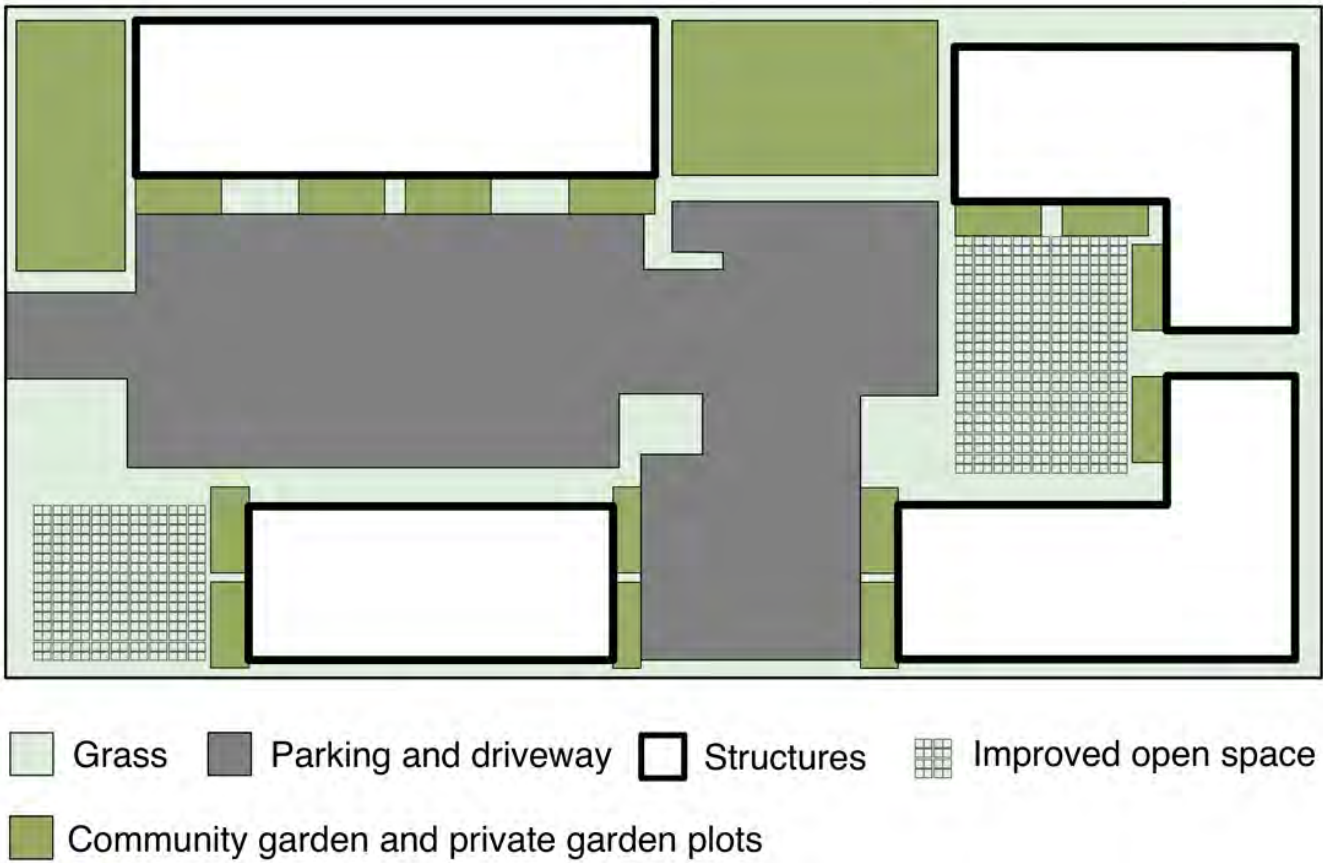 Grass Parking and driveway Structures Improved open space
Community garden and private garden plots